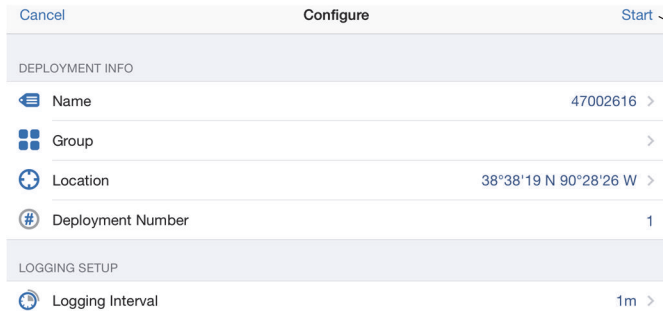 Cancel Configure Start
DEPLOYMENT INFO
Name 47002616
Group
Location 38°38'19 N 90°28'26 W
# Deployment Number 1
LOGGING SETUP
Logging Interval 1m